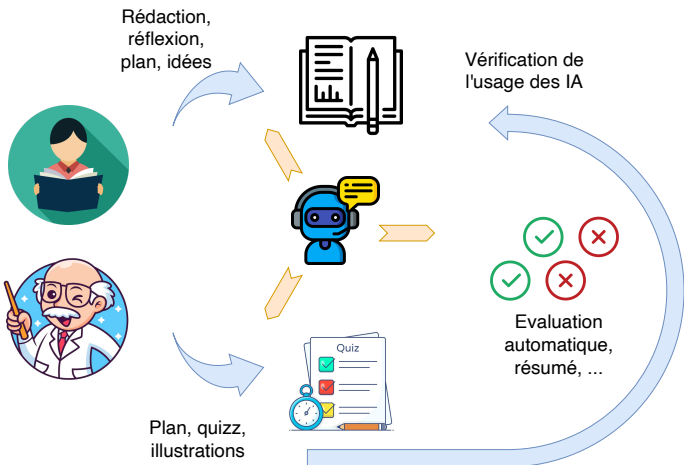 Rédaction,
réflexion,
plan, idées
Vérification de
l'usage des IA
Evaluation
automatique,
résumé, ...
Quiz
Plan, quizz,
illustrations